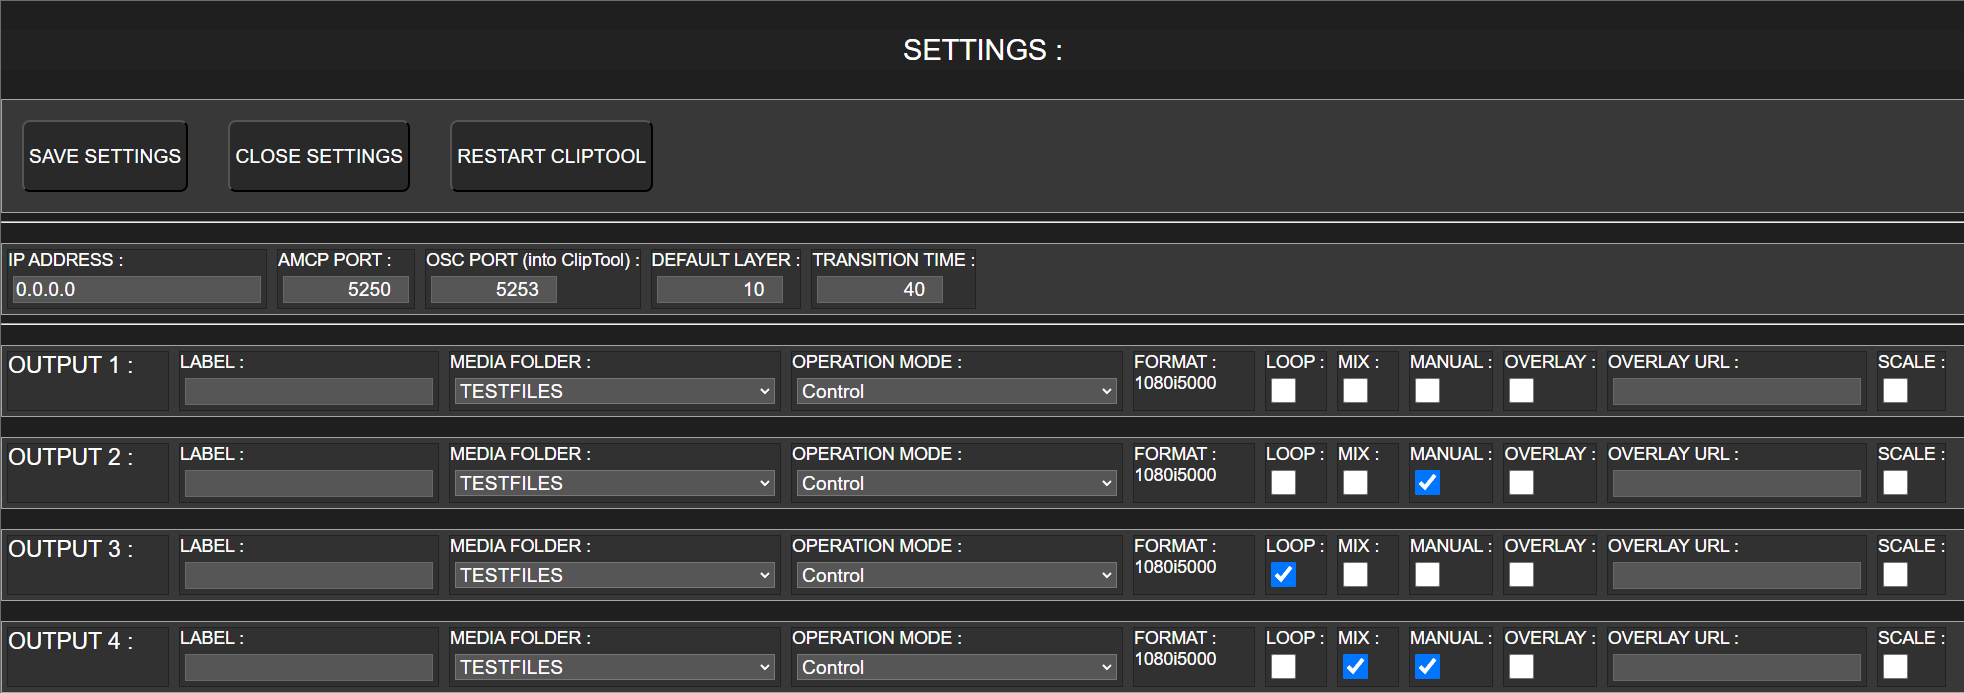 SETTINGS :
SAVE SETTINGS CLOSE SETTINGS RESTART CLIPTOOL
IP ADDRESS : AMCP PORT : OSC PORT (into ClipTool) : DEFAULT LAYER : TRANSITION TIME :
0.0.0.0 5250 5253 10 40
OUTPUT 1 : LABEL : MEDIA FOLDER : OPERATION MODE : FORMAT : LOOP : MIX : MANUAL : OVERLAY : OVERLAY URL : SCALE :
TESTFILES Control 1080i5000
OUTPUT 2 : LABEL : MEDIA FOLDER : OPERATION MODE : FORMAT : LOOP : MIX : MANUAL : OVERLAY : OVERLAY URL : SCALE :
TESTFILES Control 1080i5000
OUTPUT 3 : LABEL : MEDIA FOLDER : OPERATION MODE : FORMAT : LOOP : MIX : MANUAL : OVERLAY : OVERLAY URL : SCALE :
TESTFILES Control 1080i5000
OUTPUT 4 : LABEL : MEDIA FOLDER : OPERATION MODE : FORMAT : LOOP : MIX : MANUAL : OVERLAY : OVERLAY URL : SCALE :
TESTFILES Control 1080i5000